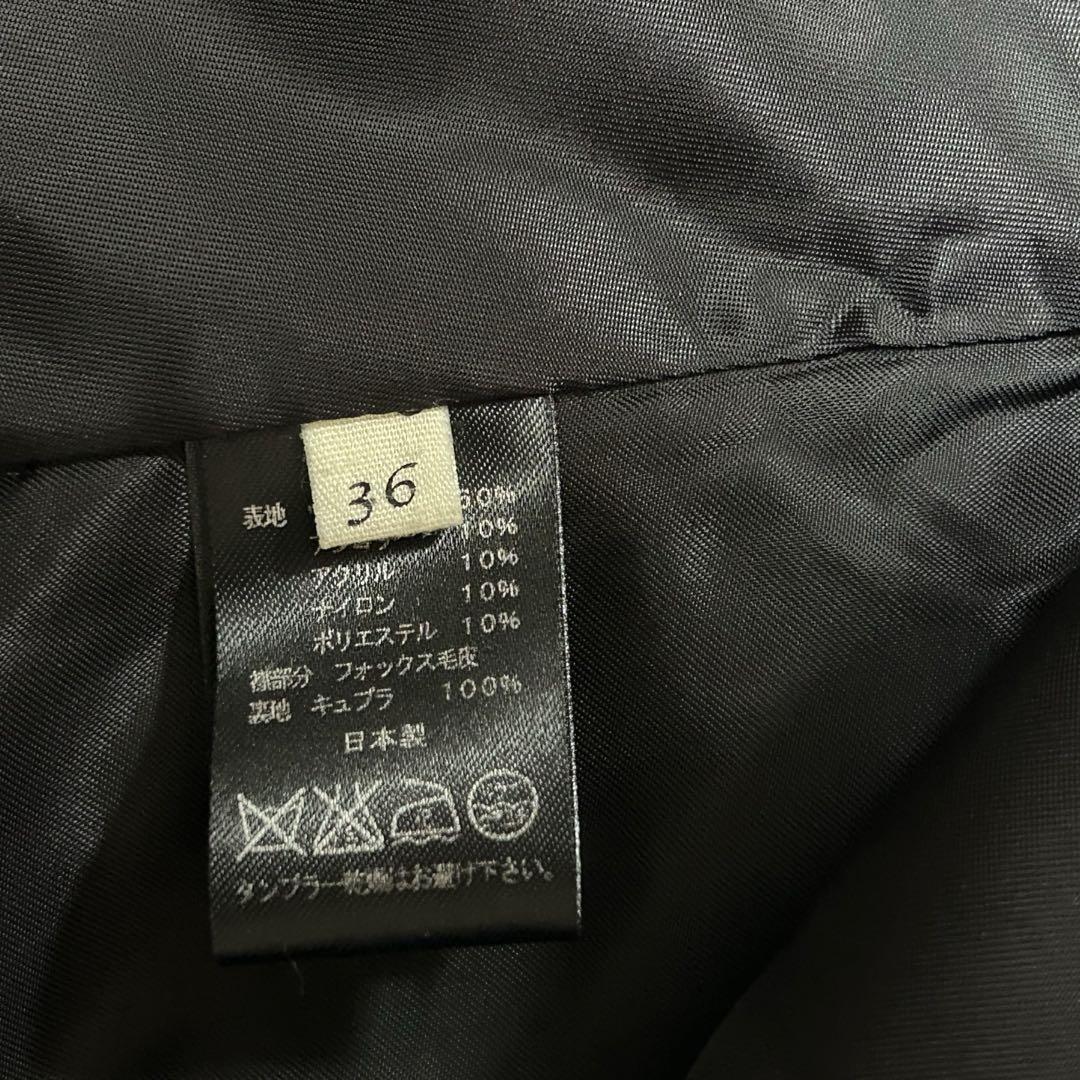 36
表地 60%
10%
アクリル 10%
ナイロン 10%
ポリエステル 10%
襟部分 フォックス毛皮
裏地 キュプラ 100%
日本製
タンブラー乾燥はお避け下さい。